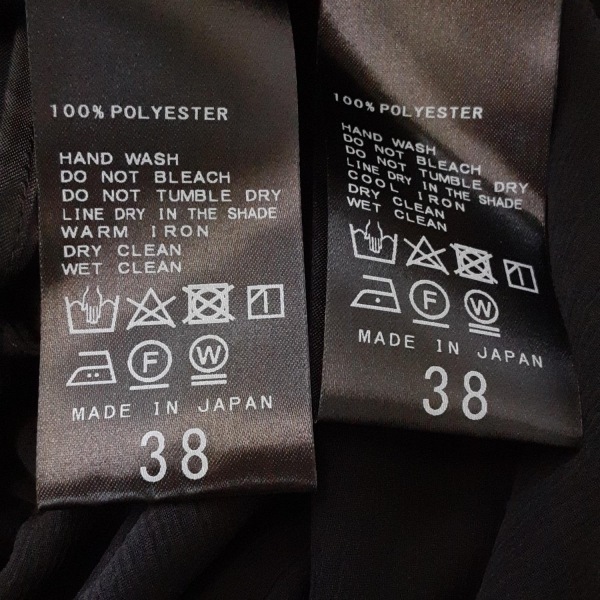 100% POLYESTER
HAND WASH
DO NOT BLEACH
DO NOT TUMBLE DRY
LINE DRY IN THE SHADE
WARM IRON
DRY CLEAN
WET CLEAN
F
W
MADE IN JAPAN
38
100% POLYESTER
HAND WASH
DO NOT BLEACH
DO NOT TUMBLE DRY
LINE DRY IN THE SHADE
COOL IRON
DRY CLEAN
WET CLEAN
F
W
MADE IN JAPAN
38